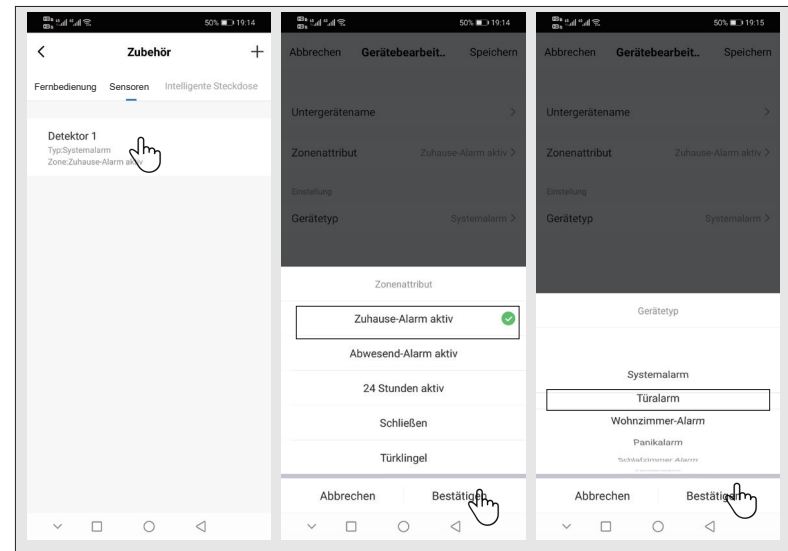 50% 19:14
Zubehör
Fernbedienung Sensoren Intelligente Steckdose
Detektor 1
Typ:Systemalarm
Zone:Zuhause-Alarm aktiv
50% 19:14
Abbrechen Gerätebearbeit.. Speichern
Untergerätename
Zonenattribut Zuhause-Alarm aktiv
Einstellung
Gerätetyp Systemalarm
Zonenattribut
Zuhause-Alarm aktiv
Abwesend-Alarm aktiv
24 Stunden aktiv
Schließen
Türklingel
Abbrechen Bestätigen
50% 19:15
Abbrechen Gerätebearbeit.. Speichern
Untergerätename
Zonenattribut Zuhause-Alarm aktiv
Einstellung
Gerätetyp Systemalarm
Gerätetyp
Systemalarm
Türalarm
Wohnzimmer-Alarm
Panikalarm
Schlafzimmer-Alarm
Abbrechen Bestätigen